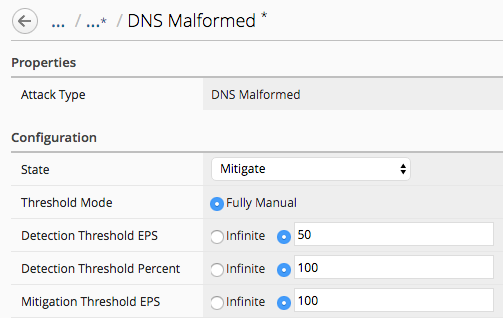 ... / ...* / DNS Malformed *
Properties
Attack Type DNS Malformed
Configuration
State Mitigate
Threshold Mode Fully Manual
Detection Threshold EPS Infinite 50
Detection Threshold Percent Infinite 100
Mitigation Threshold EPS Infinite 100